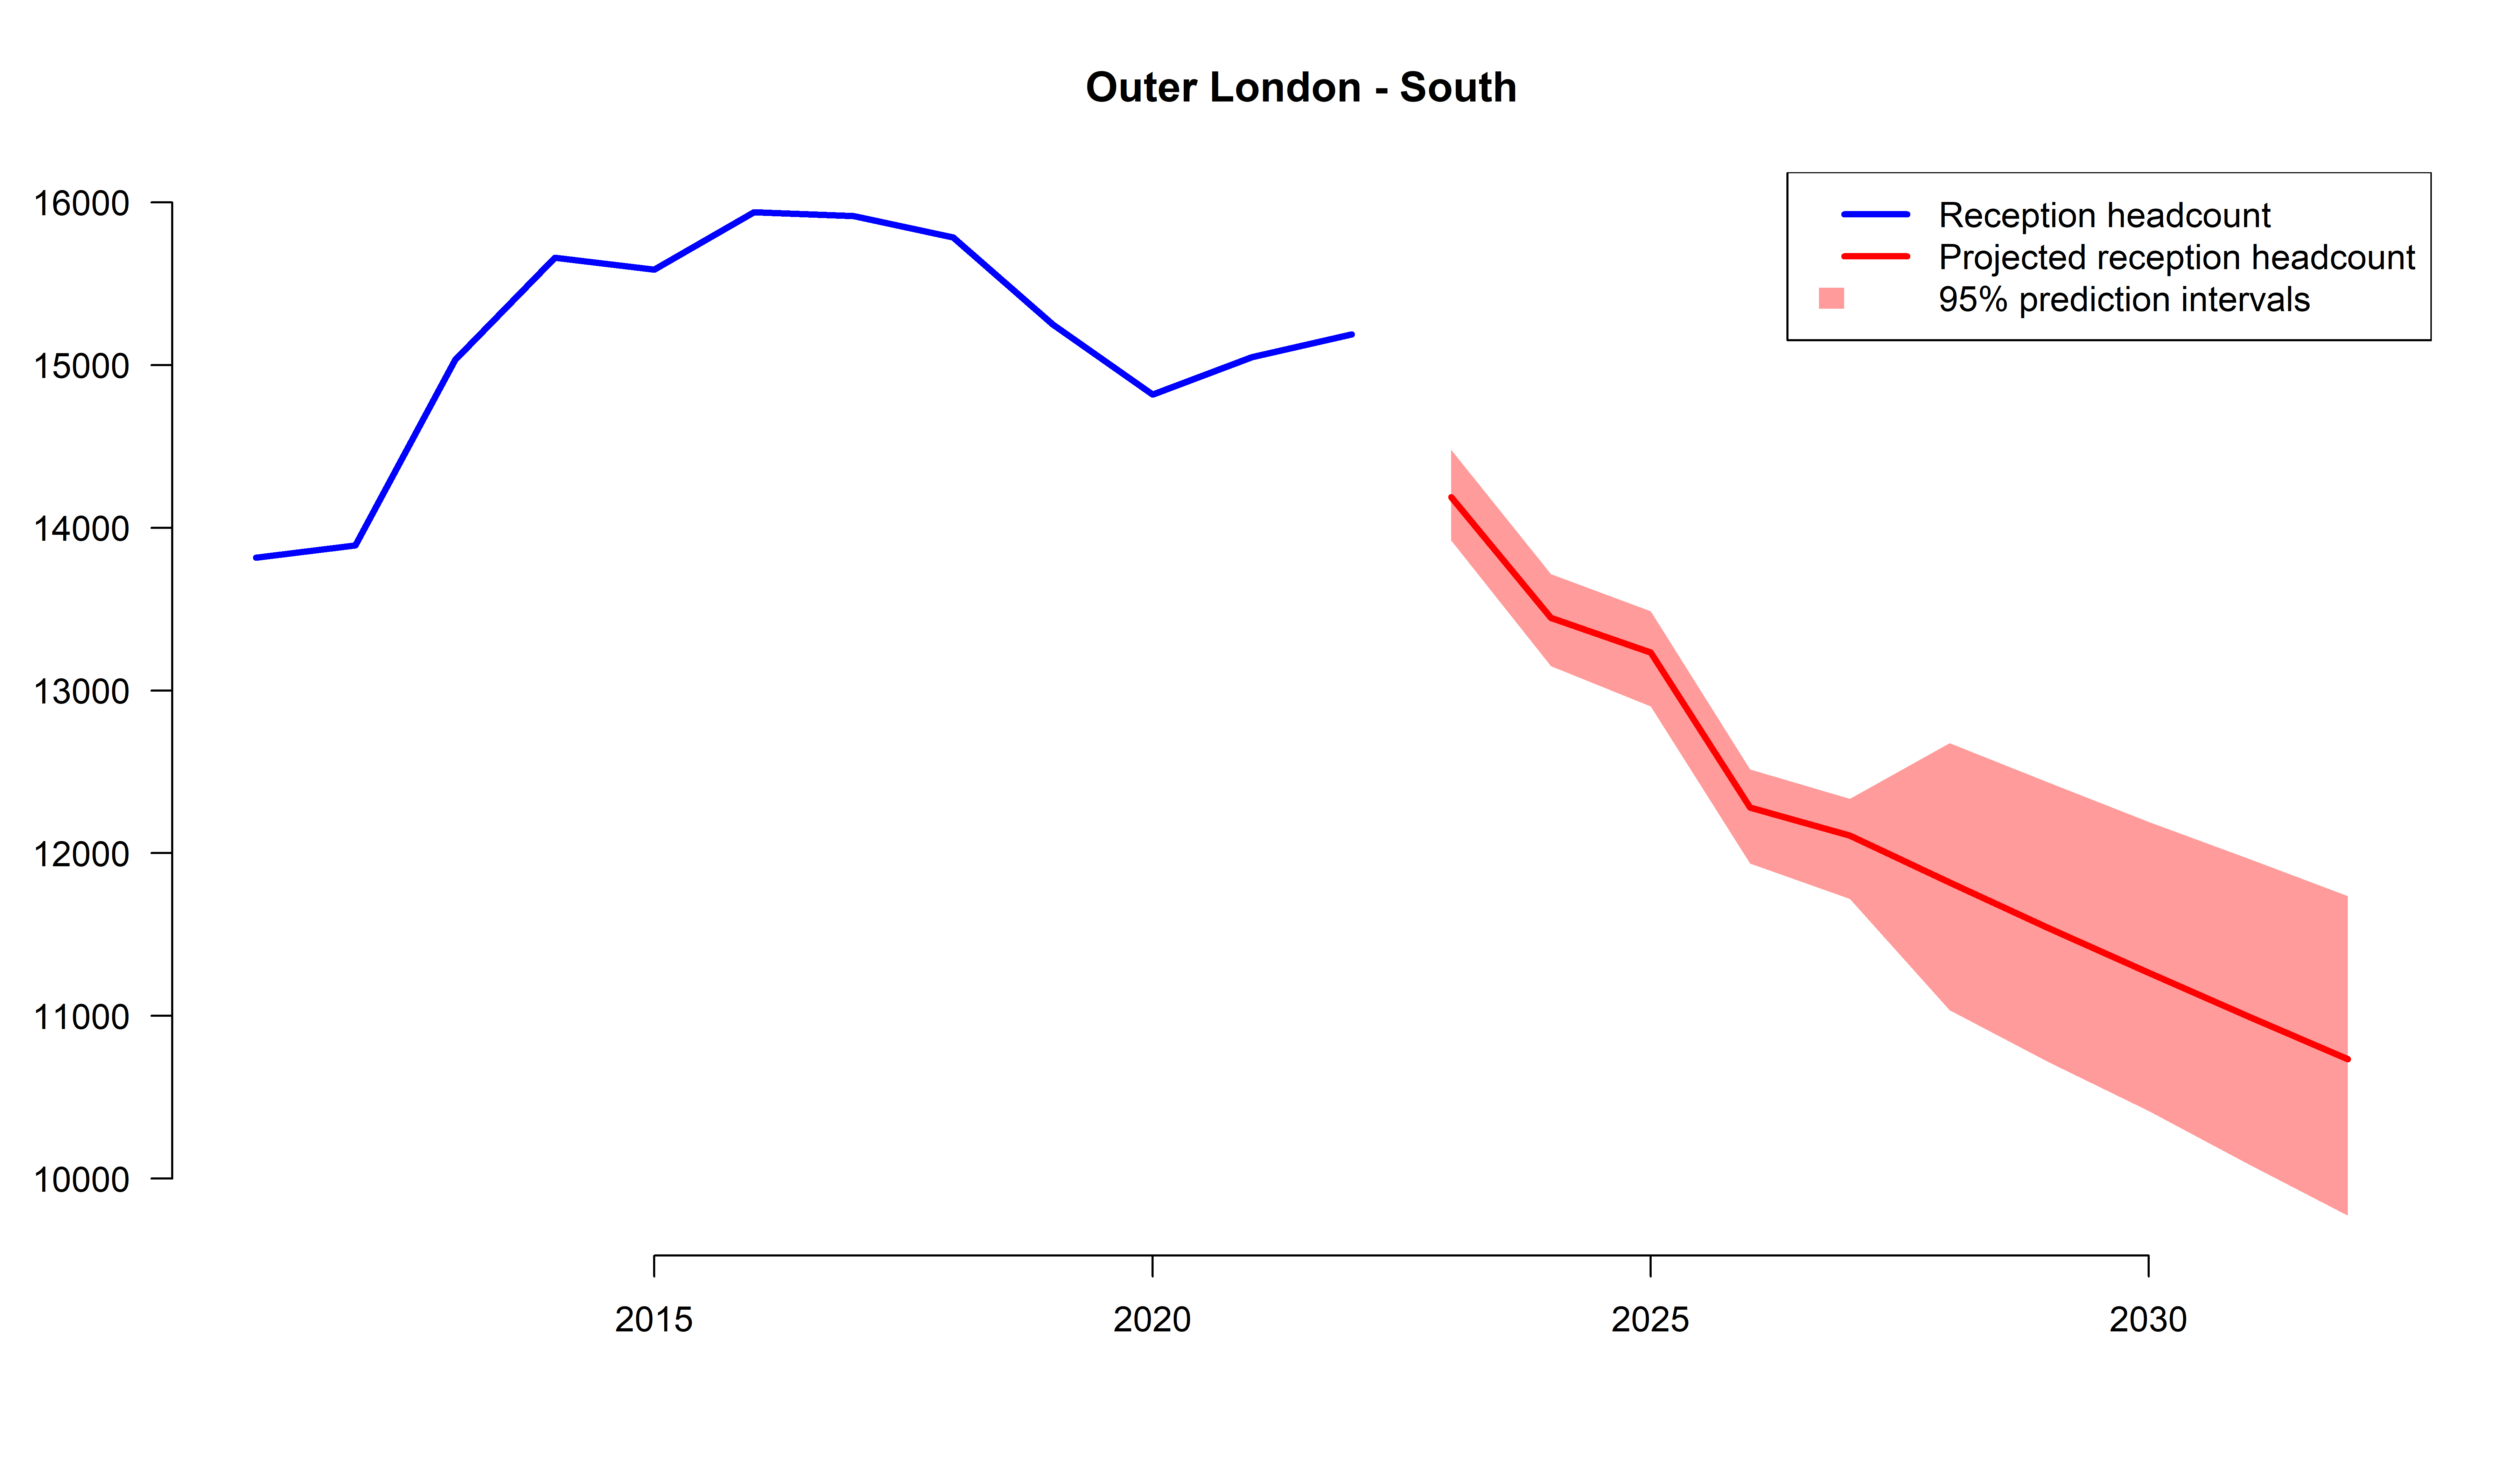 Outer London - South
Reception headcount
Projected reception headcount
95% prediction intervals
16000
15000
14000
13000
12000
11000
10000
2015 2020 2025 2030